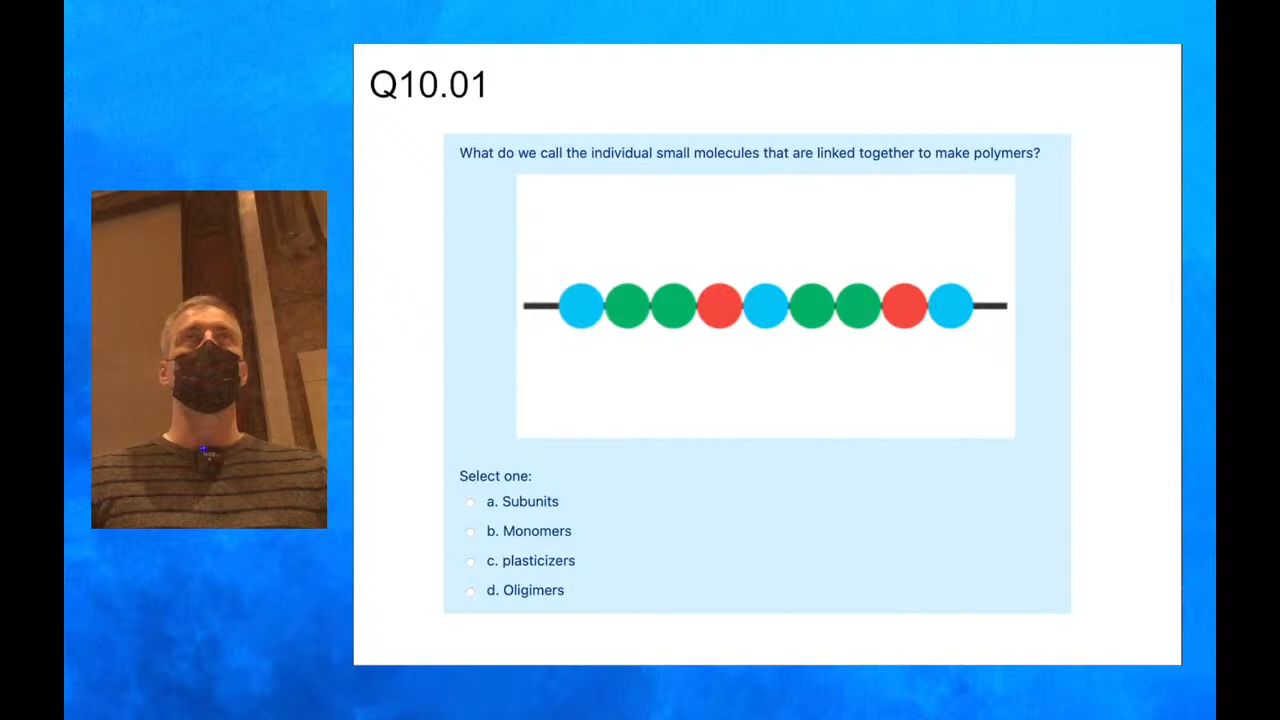 Q10.01
What do we call the individual small molecules that are linked together to make polymers?
Select one:
a. Subunits
b. Monomers
c. plasticizers
d. Oligimers